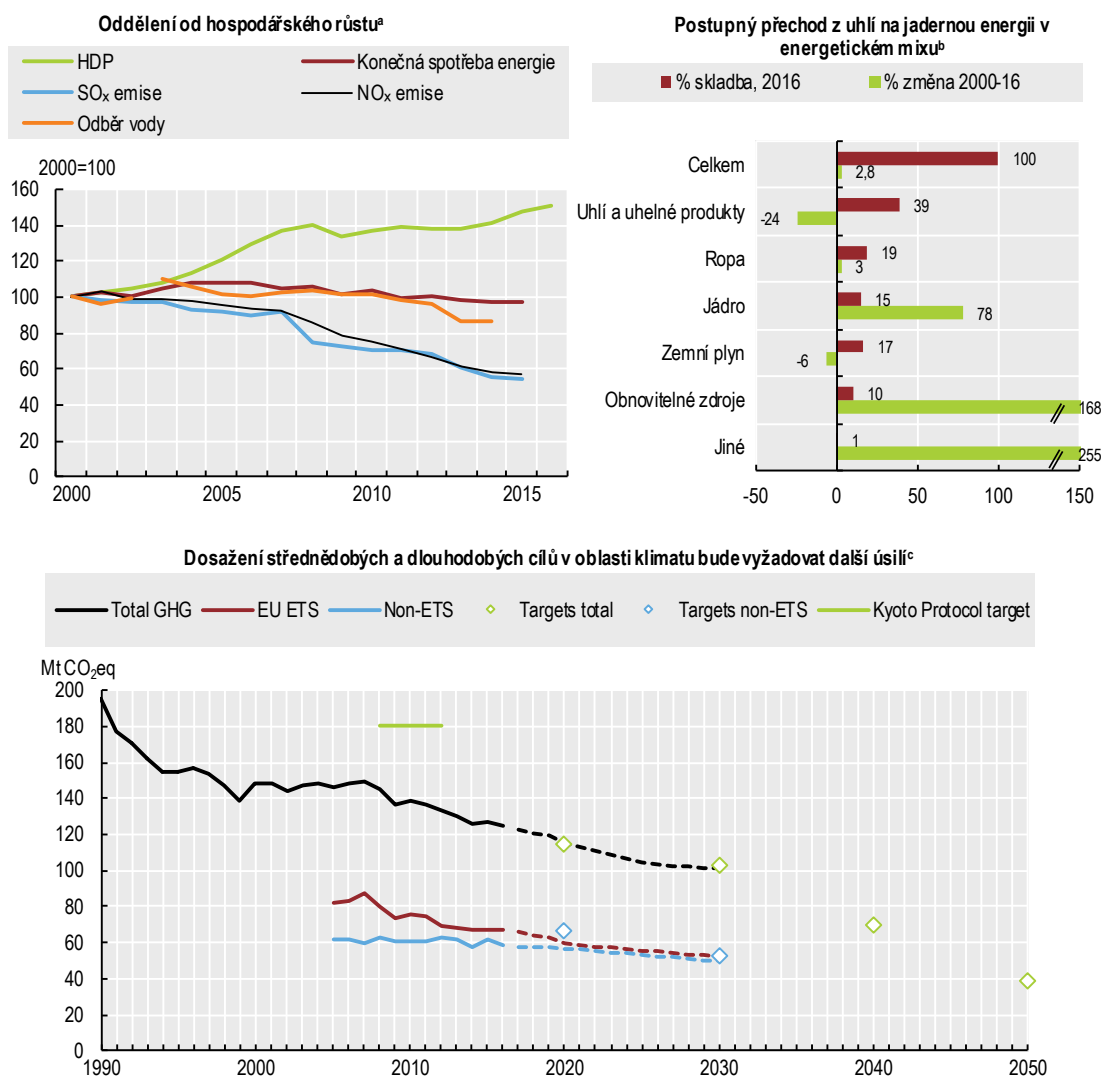 Oddělení od hospodářského růstuᵃ
HDP
Konečná spotřeba energie
SOₓ emise
NOₓ emise
Odběr vody
2000=100
160
140
120
100
80
60
40
20
0
2000
2005
2010
2015
Postupný přechod z uhlí na jadernou energii v
energetickém mixuᵇ
% skladba, 2016
% změna 2000-16
Celkem
100
2,8
Uhlí a uhelné produkty
39
-24
Ropa
19
3
Jádro
15
78
Zemní plyn
17
-6
Obnovitelné zdroje
10
168
Jiné
1
255
-50
0
50
100
150
Dosažení střednědobých a dlouhodobých cílů v oblasti klimatu bude vyžadovat další úsilíᶜ
Total GHG
EU ETS
Non-ETS
Targets total
Targets non-ETS
Kyoto Protocol target
Mt CO₂eq
200
180
160
140
120
100
80
60
40
20
0
1990
2000
2010
2020
2030
2040
2050